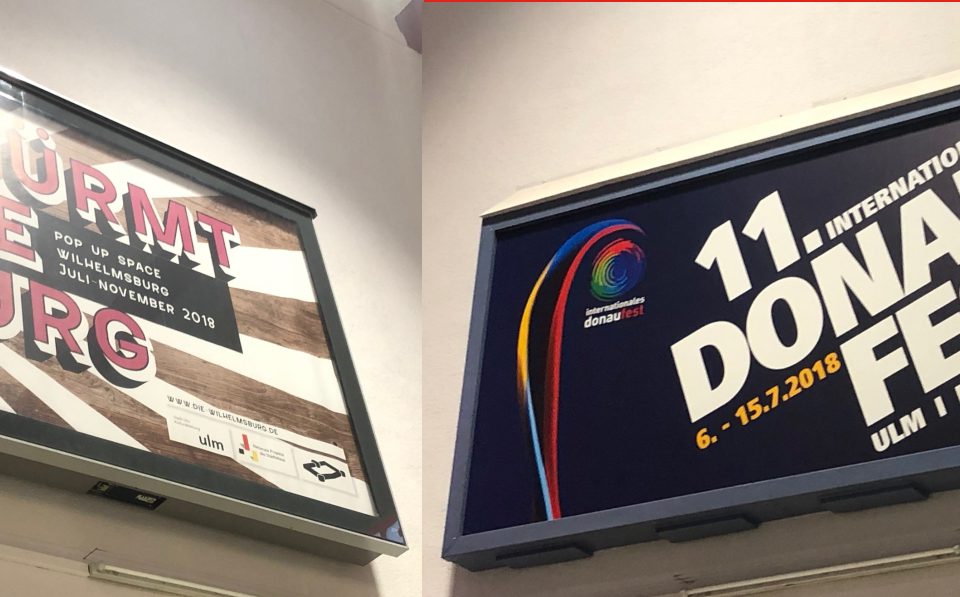 ÜRMT
E
URG
POP UP SPACE
WILHELMSBURG
JULI-NOVEMBER 2018
WWW.DIE-WILHELMSBURG.DE
ulm
internationales
donaufest
11. INTERNATIO
DONA
FE
6. - 15.7.2018
ULM